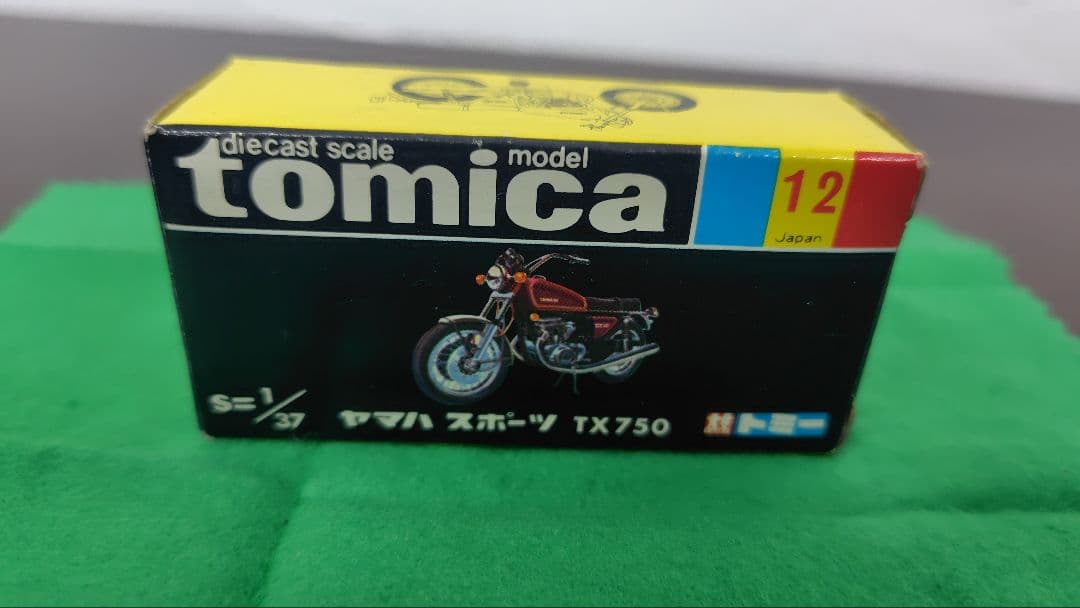 diecast scale model
tomica
12
Japan
S=1/37
ヤマハ スポーツ TX750
トミー